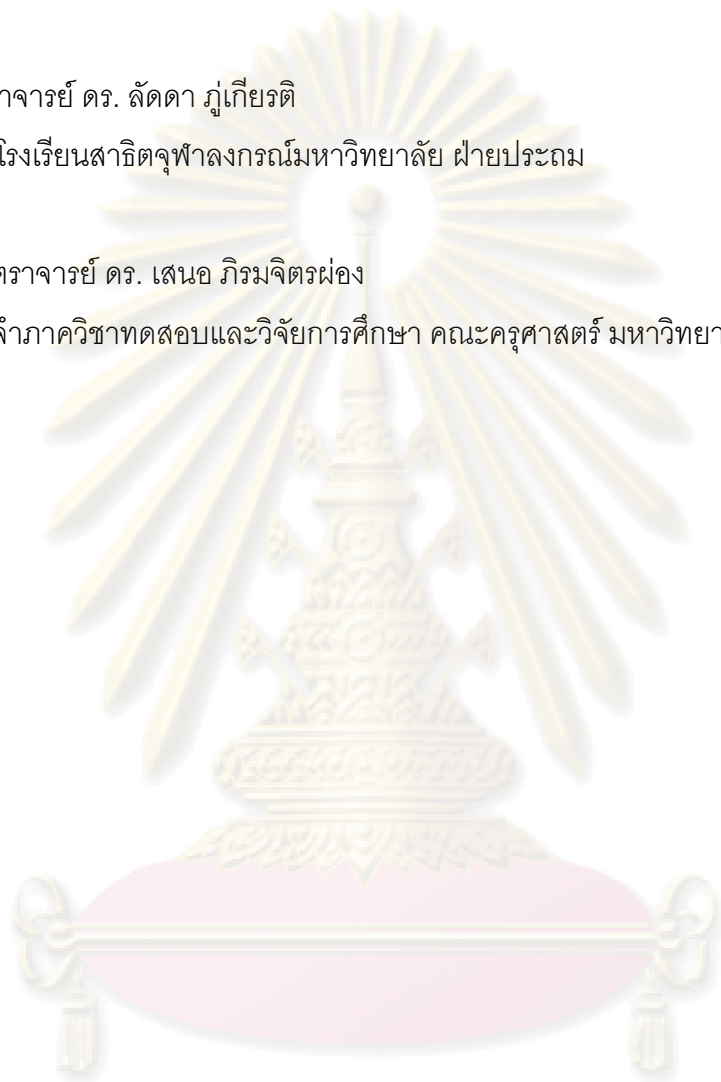 าจารย์ ดร. ลัดดา ภู่เกียรติ
โรงเรียนสาธิตจุฬาลงกรณ์มหาวิทยาลัย ฝ่ายประถม
ตราจารย์ ดร. เสนอ ภิรมจิตรผ่อง
จำภาควิชาทดสอบและวิจัยการศึกษา คณะครุศาสตร์ มหาวิทยา